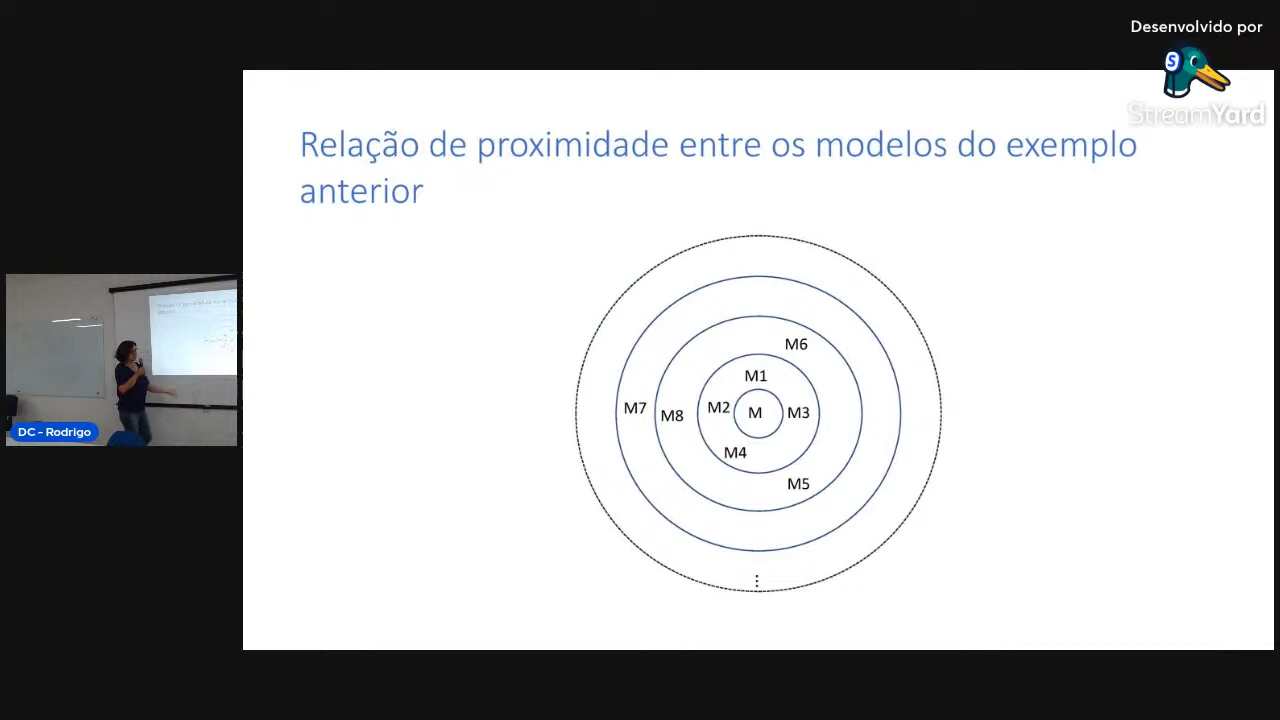 Desenvolvido por
S
StreamYard
Relação de proximidade entre os modelos do exemplo
anterior
M6
M1
M7
M8
M2
M
M3
M4
M5
⋮
DC - Rodrigo